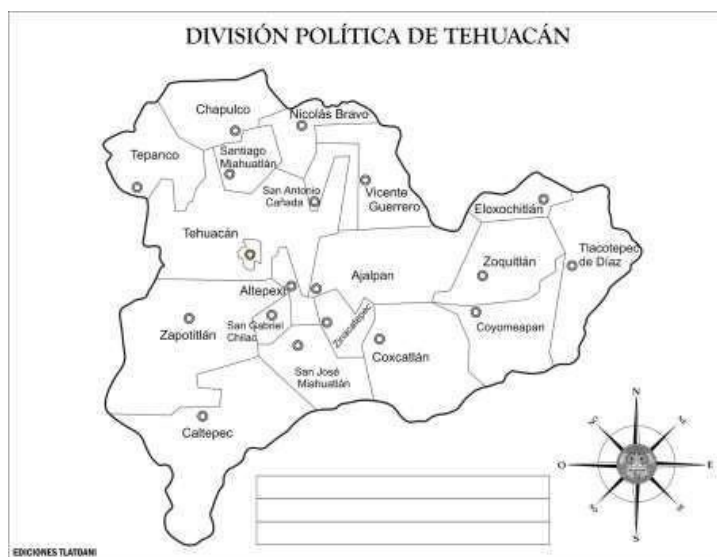 DIVISIÓN POLÍTICA DE TEHUACÁN
Chapulco
Nicolás Bravo
Tepanco
Santiago
Miahuatlán
San Antonio
Cañada
Vicente
Guerrero
Eloxochitlán
Tehuacán
Tlacotepec
de Díaz
Zoquitlán
Ajalpan
Altepexi
Zapotitlán
San Gabriel
Chilac
Zinacatepec
Coxcatlán
Coyomeapan
San José
Miahuatlán
Caltepec
N
O
E
S
EDICIONES TLATOANI